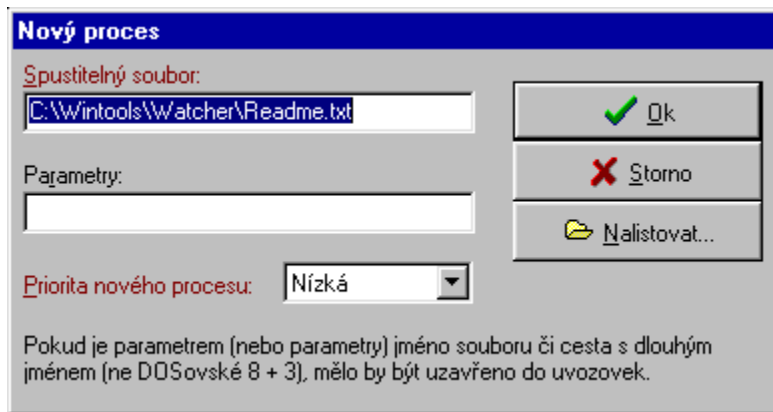 Nový proces
Spustitelný soubor:
C:\Wintools\Watcher\Readme.txt
Ok
Parametry:
Storno
Nalistovat...
Priorita nového procesu:
Nízká
Pokud je parametrem (nebo parametry) jméno souboru či cesta s dlouhým
jménem (ne DOSovské 8 + 3), mělo by být uzavřeno do uvozovek.